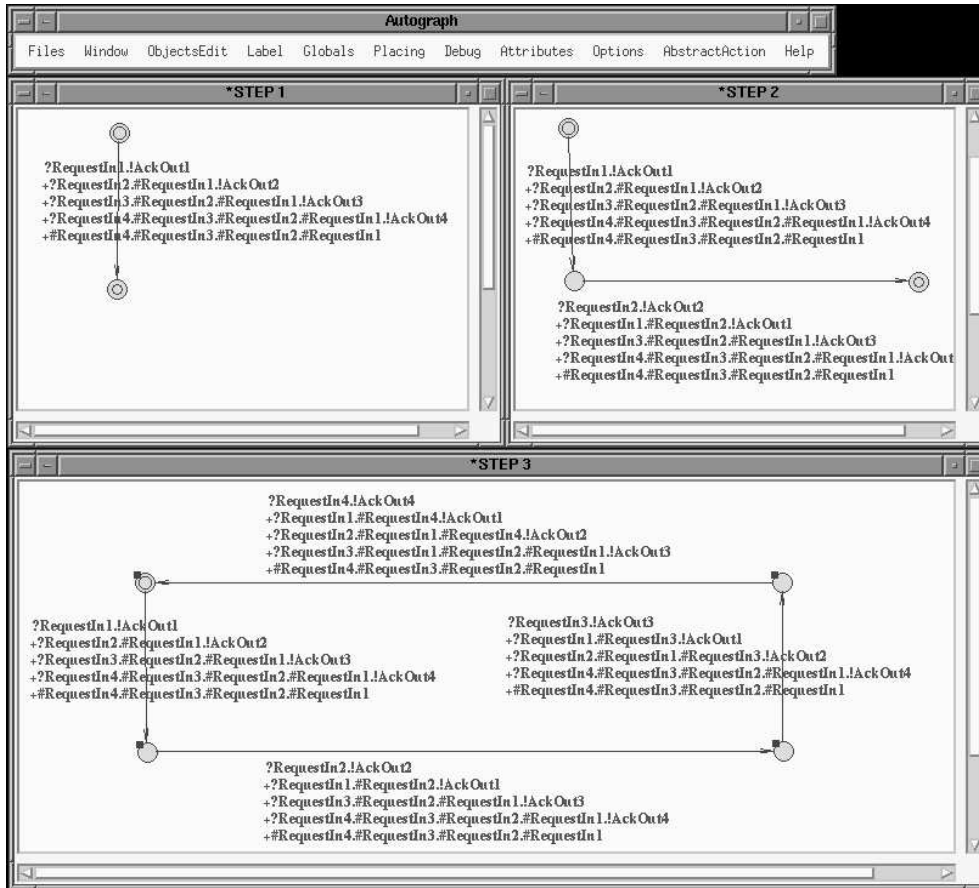 Autograph
Files Window ObjectsEdit Label Globals Placing Debug Attributes Options AbstractAction Help
*STEP 1
?RequestIn1.!AckOut1
+?RequestIn2.#RequestIn1.!AckOut2
+?RequestIn3.#RequestIn2.#RequestIn1.!AckOut3
+?RequestIn4.#RequestIn3.#RequestIn2.#RequestIn1.!AckOut4
+#RequestIn4.#RequestIn3.#RequestIn2.#RequestIn1
*STEP 2
?RequestIn1.!AckOut1
+?RequestIn2.#RequestIn1.!AckOut2
+?RequestIn3.#RequestIn2.#RequestIn1.!AckOut3
+?RequestIn4.#RequestIn3.#RequestIn2.#RequestIn1.!AckOut4
+#RequestIn4.#RequestIn3.#RequestIn2.#RequestIn1
?RequestIn2.!AckOut2
+?RequestIn1.#RequestIn2.!AckOut1
+?RequestIn3.#RequestIn2.#RequestIn1.!AckOut3
+?RequestIn4.#RequestIn3.#RequestIn2.#RequestIn1.!AckOut
+#RequestIn4.#RequestIn3.#RequestIn2.#RequestIn1
*STEP 3
?RequestIn4.!AckOut4
+?RequestIn1.#RequestIn4.!AckOut1
+?RequestIn2.#RequestIn1.#RequestIn4.!AckOut2
+?RequestIn3.#RequestIn1.#RequestIn2.#RequestIn1.!AckOut3
+#RequestIn4.#RequestIn3.#RequestIn2.#RequestIn1
?RequestIn1.!AckOut1
+?RequestIn2.#RequestIn1.!AckOut2
+?RequestIn3.#RequestIn2.#RequestIn1.!AckOut3
+?RequestIn4.#RequestIn3.#RequestIn2.#RequestIn1.!AckOut4
+#RequestIn4.#RequestIn3.#RequestIn2.#RequestIn1
?RequestIn3.!AckOut3
+?RequestIn1.#RequestIn3.!AckOut1
+?RequestIn2.#RequestIn1.#RequestIn3.!AckOut2
+?RequestIn4.#RequestIn3.#RequestIn2.#RequestIn1.!AckOut4
+#RequestIn4.#RequestIn3.#RequestIn2.#RequestIn1
?RequestIn2.!AckOut2
+?RequestIn1.#RequestIn2.!AckOut1
+?RequestIn3.#RequestIn2.#RequestIn1.!AckOut3
+?RequestIn4.#RequestIn3.#RequestIn2.#RequestIn1.!AckOut4
+#RequestIn4.#RequestIn3.#RequestIn2.#RequestIn1